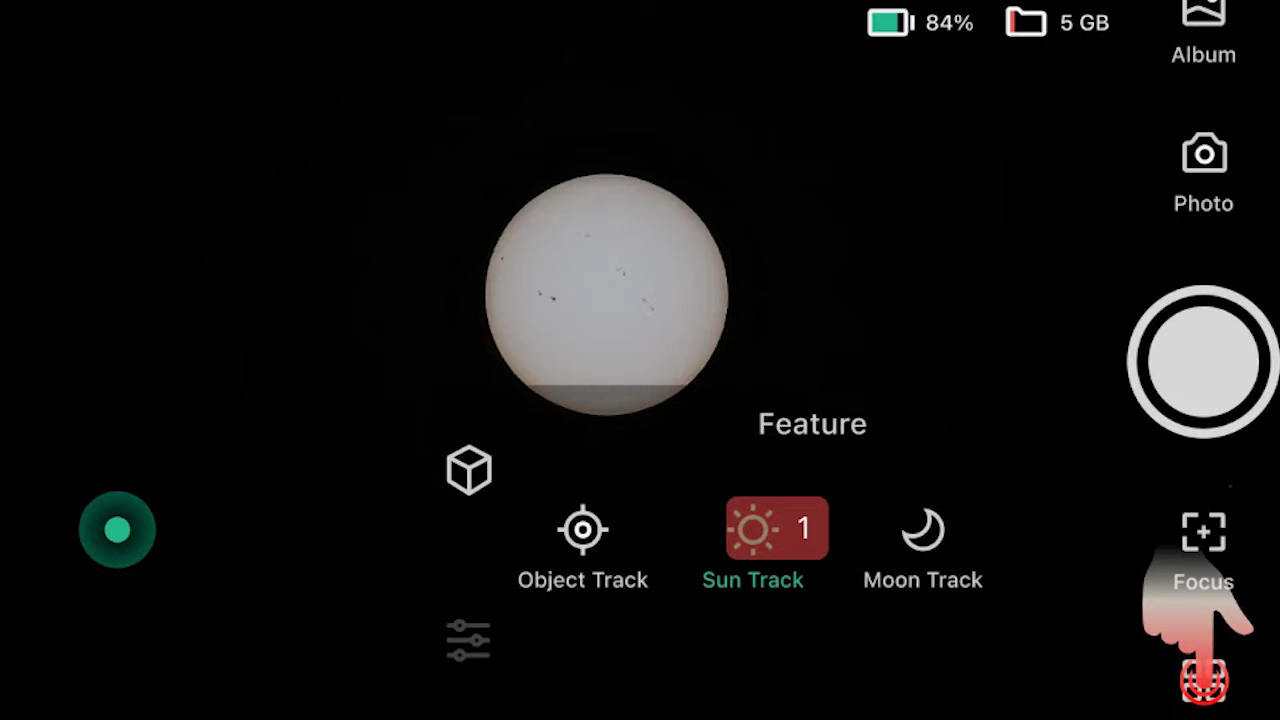 84%
5 GB
Album
Photo
Feature
1
Object Track
Sun Track
Moon Track
Focus